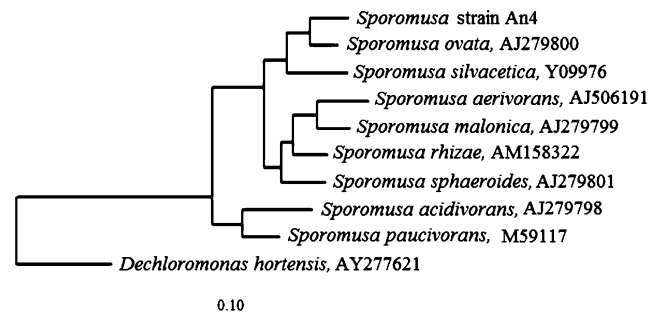 Sporomusa strain An4
Sporomusa ovata, AJ279800
Sporomusa silvacetica, Y09976
Sporomusa aerivorans, AJ506191
Sporomusa malonica, AJ279799
Sporomusa rhizae, AM158322
Sporomusa sphaeroides, AJ279801
Sporomusa acidivorans, AJ279798
Sporomusa paucivorans, M59117
Dechloromonas hortensis, AY277621
0.10